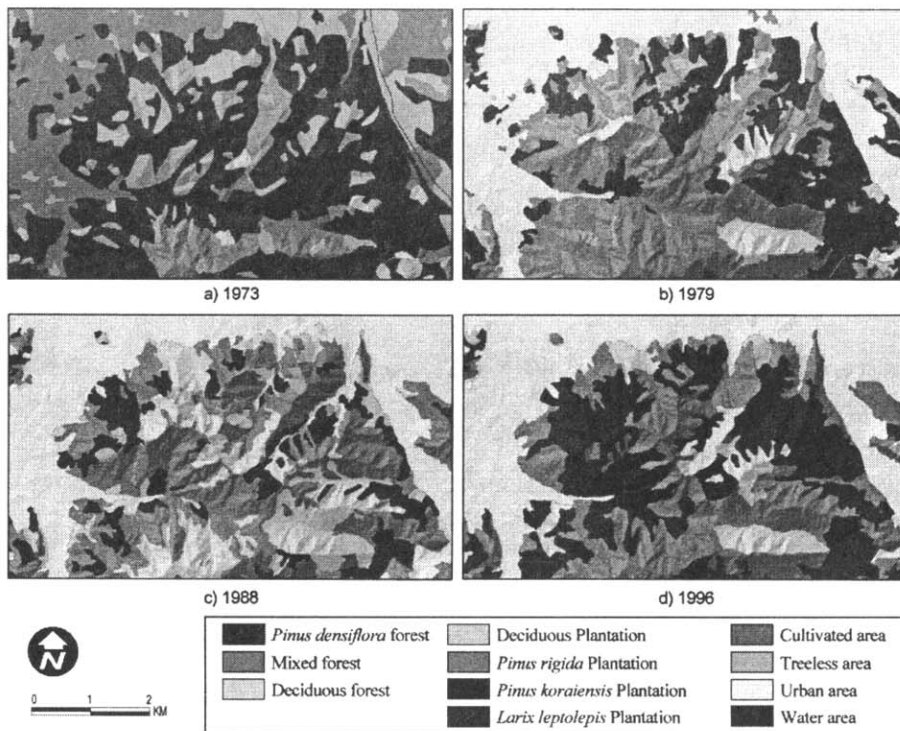 a) 1973
b) 1979
c) 1988
d) 1996
N
0 1 2
KM
Pinus densiflora forest
Mixed forest
Deciduous forest
Deciduous Plantation
Pinus rigida Plantation
Pinus koraiensis Plantation
Larix leptolepis Plantation
Cultivated area
Treeless area
Urban area
Water area